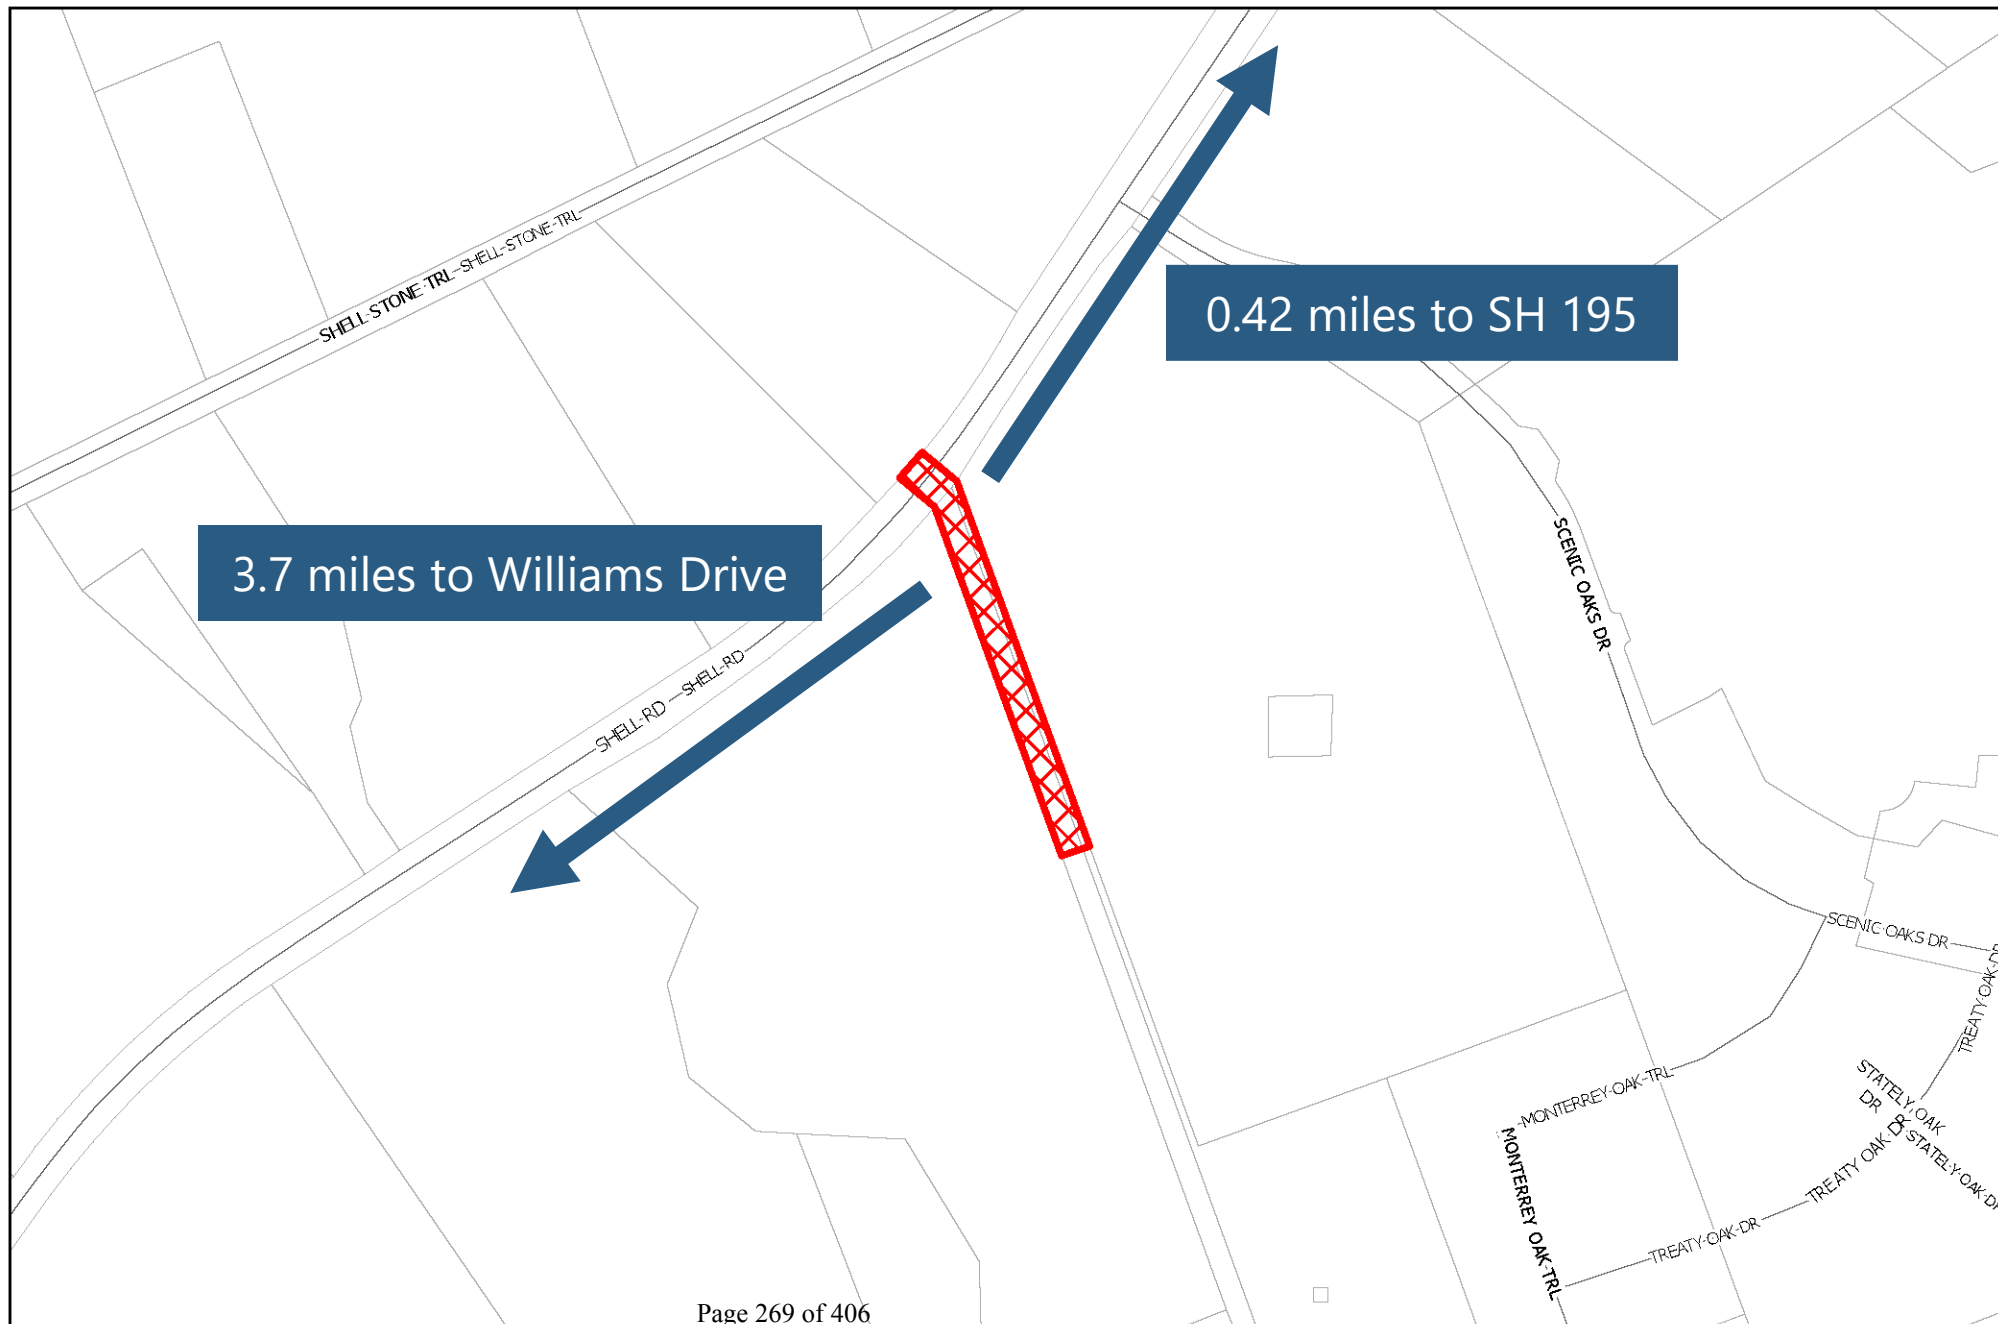 SHELL-STONE TRL
SHELL-STONE-TRL
0.42 miles to SH 195
3.7 miles to Williams Drive
SHELL-RD
SHELL-RD
SCENIC OAKS DR
SCENIC-OAKS DR
TREATY-OAK-D
MONTERREY-OAK-TRL
STATELY OAK
DR
STATELY-OAK-DR
MONTERREY OAK-TRL
TREATY OAK-DR
TREATY-OAK-DR
Page 269 of 406